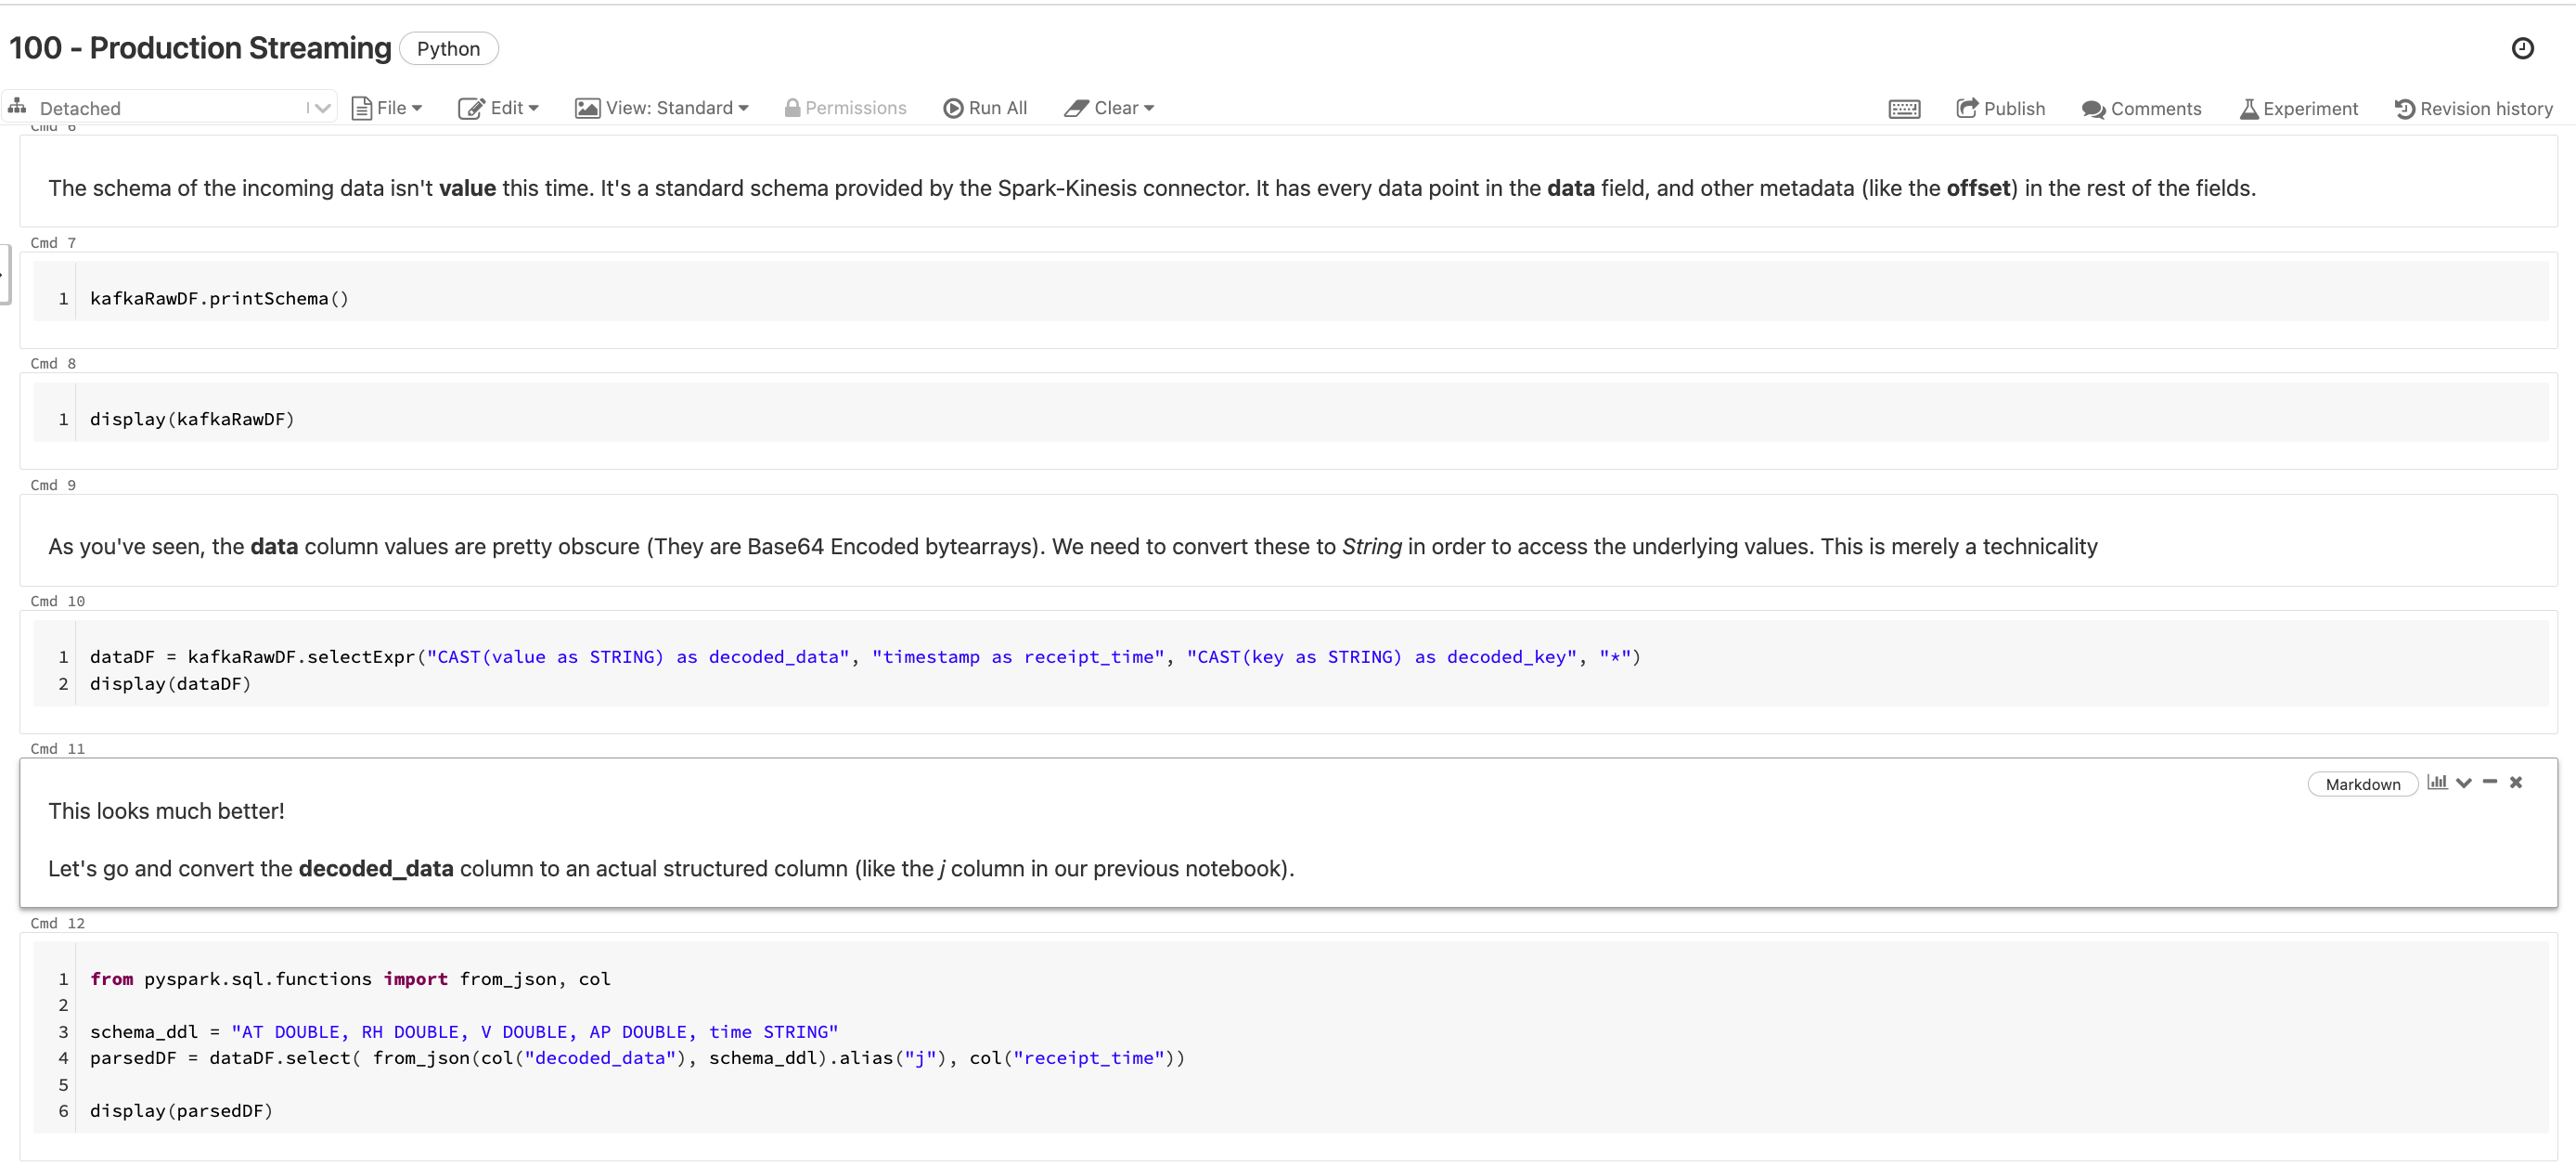 100 - Production Streaming Python
Detached File Edit View: Standard Permissions Run All Clear Publish Comments Experiment Revision history
Cmd 6
The schema of the incoming data isn't value this time. It's a standard schema provided by the Spark-Kinesis connector. It has every data point in the data field, and other metadata (like the offset) in the rest of the fields.
Cmd 7
1 kafkaRawDF.printSchema()
Cmd 8
1 display(kafkaRawDF)
Cmd 9
As you've seen, the data column values are pretty obscure (They are Base64 Encoded bytearrays). We need to convert these to String in order to access the underlying values. This is merely a technicality
Cmd 10
1 dataDF = kafkaRawDF.selectExpr("CAST(value as STRING) as decoded_data", "timestamp as receipt_time", "CAST(key as STRING) as decoded_key", "*")
2 display(dataDF)
Cmd 11
Markdown
This looks much better!
Let's go and convert the decoded_data column to an actual structured column (like the j column in our previous notebook).
Cmd 12
1 from pyspark.sql.functions import from_json, col
2
3 schema_ddl = "AT DOUBLE, RH DOUBLE, V DOUBLE, AP DOUBLE, time STRING"
4 parsedDF = dataDF.select( from_json(col("decoded_data"), schema_ddl).alias("j"), col("receipt_time"))
5
6 display(parsedDF)